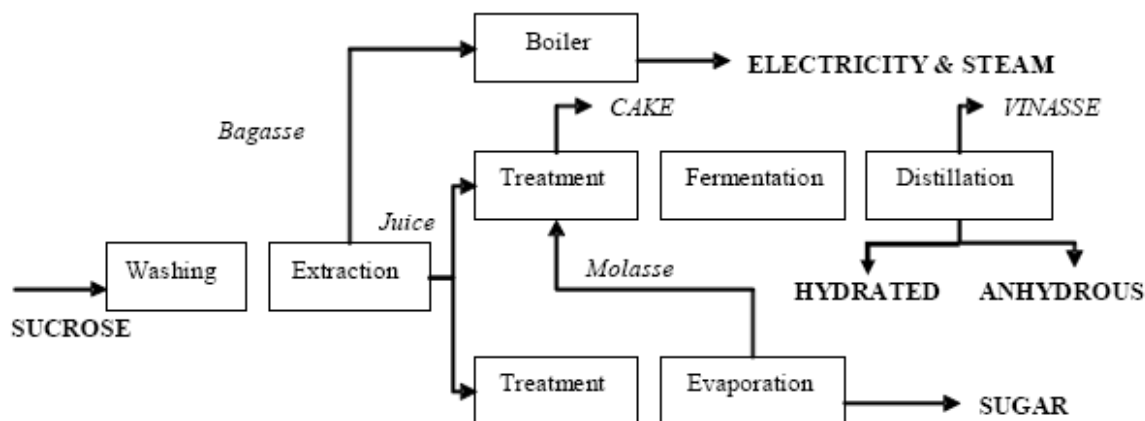 Boiler
ELECTRICITY & STEAM
CAKE
VINASSE
Bagasse
Treatment
Fermentation
Distillation
Juice
Washing
Extraction
Molasse
HYDRATED
ANHYDROUS
SUCROSE
Treatment
Evaporation
SUGAR